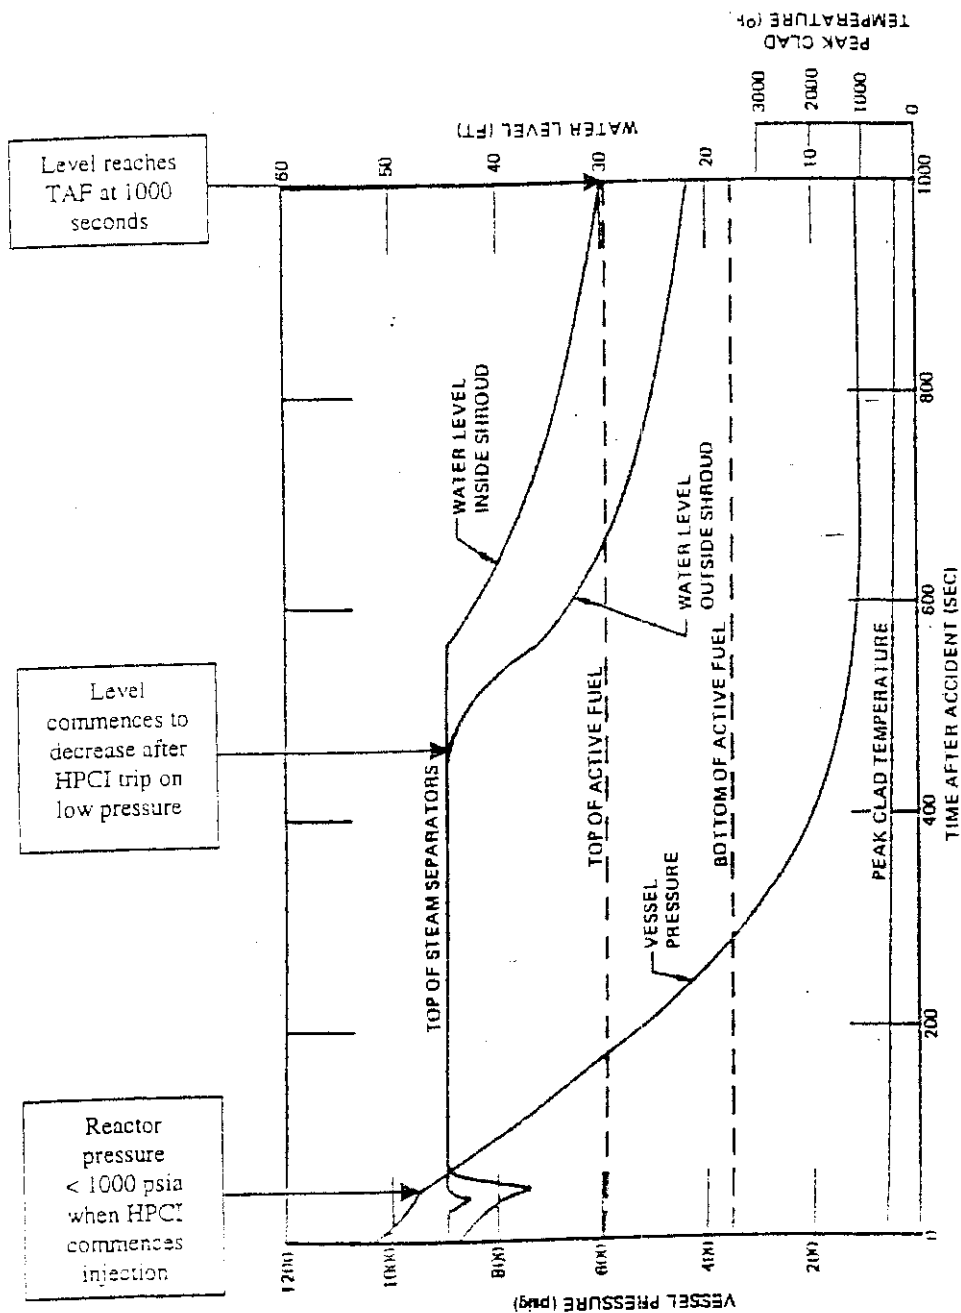 Level reaches
TAF at 1000
seconds
Level
commences to
decrease after
HPCI trip on
low pressure
Reactor
pressure
< 1000 psia
when HPCI
commences
injection
PEAK CLAD
TEMPERATURE (°F)
3000
2000
1000
0
WATER LEVEL (FT)
60
50
40
30
20
10
0
WATER LEVEL
INSIDE SHROUD
WATER LEVEL
OUTSIDE SHROUD
TOP OF STEAM SEPARATORS
TOP OF ACTIVE FUEL
BOTTOM OF ACTIVE FUEL
VESSEL
PRESSURE
PEAK CLAD TEMPERATURE
VESSEL PRESSURE (psig)
1200
1000
800
600
400
200
0
200
400
600
800
1000
TIME AFTER ACCIDENT (SEC)